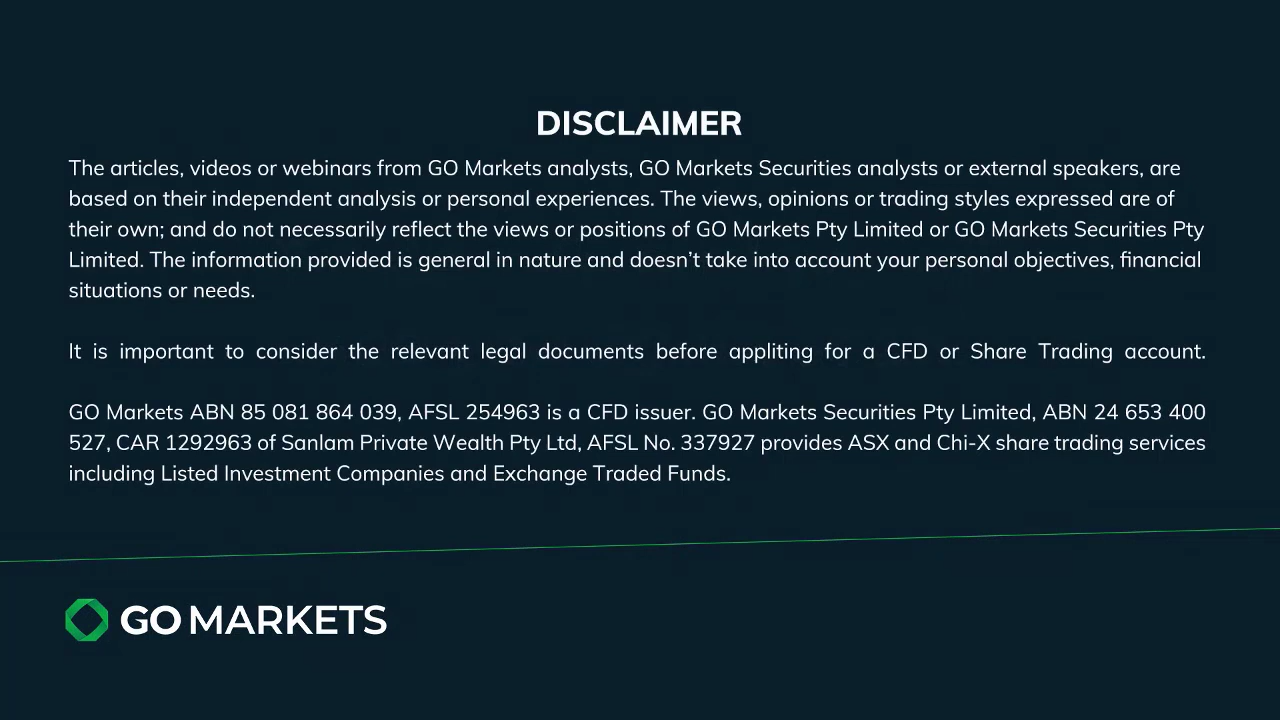 DISCLAIMER
The articles, videos or webinars from GO Markets analysts, GO Markets Securities analysts or external speakers, are
based on their independent analysis or personal experiences. The views, opinions or trading styles expressed are of
their own; and do not necessarily reflect the views or positions of GO Markets Pty Limited or GO Markets Securities Pty
Limited. The information provided is general in nature and doesn’t take into account your personal objectives, financial
situations or needs.
It is important to consider the relevant legal documents before appliting for a CFD or Share Trading account.
GO Markets ABN 85 081 864 039, AFSL 254963 is a CFD issuer. GO Markets Securities Pty Limited, ABN 24 653 400
527, CAR 1292963 of Sanlam Private Wealth Pty Ltd, AFSL No. 337927 provides ASX and Chi-X share trading services
including Listed Investment Companies and Exchange Traded Funds.
GO MARKETS